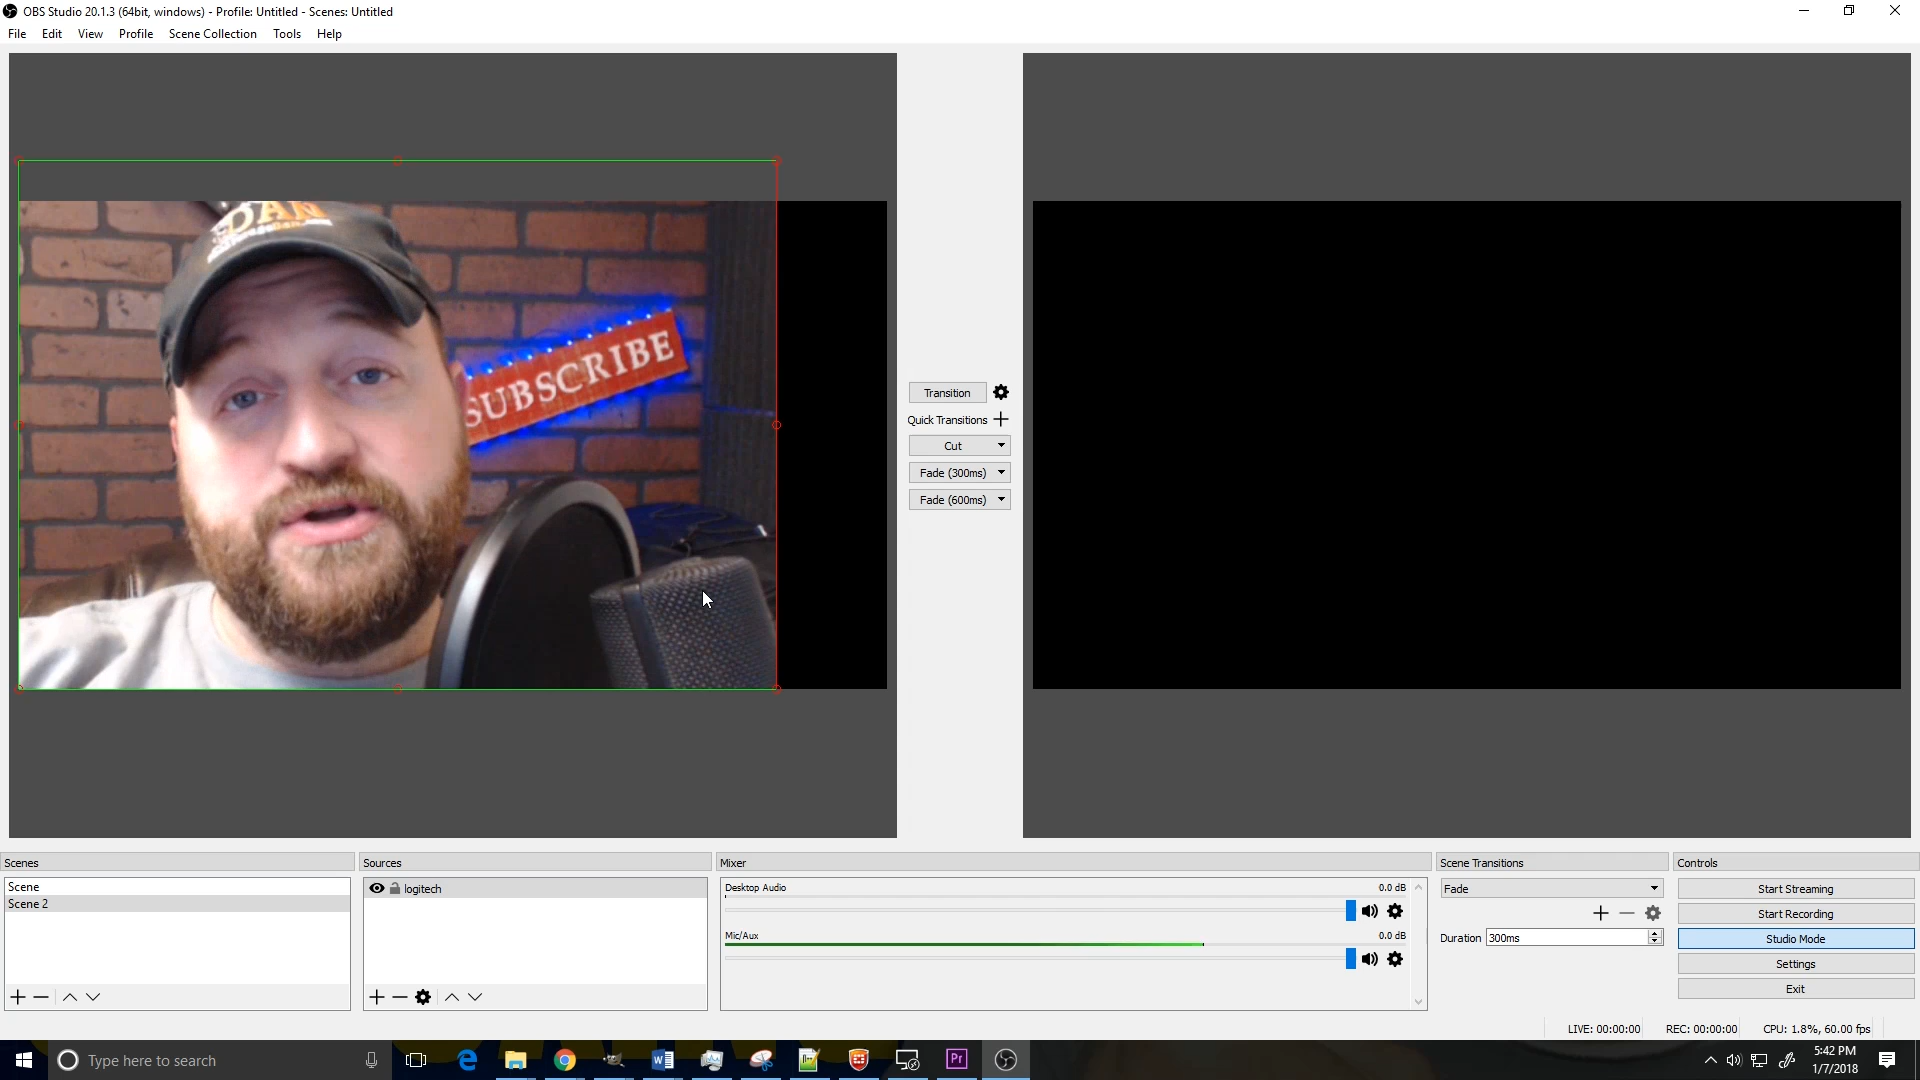 OBS Studio 20.1.3 (64bit, windows) - Profile: Untitled - Scenes: Untitled
File Edit View Profile Scene Collection Tools Help
DAN
SUBSCRIBE
Transition
Quick Transitions
Cut
Fade (300ms)
Fade (600ms)
Scenes
Scene
Scene 2
Sources
logitech
Mixer
Desktop Audio 0.0 dB
Mic/Aux 0.0 dB
Scene Transitions
Fade
Duration 300ms
Controls
Start Streaming
Start Recording
Studio Mode
Settings
Exit
LIVE: 00:00:00 REC: 00:00:00 CPU: 1.8%, 60.00 fps
Type here to search
Pr
5:42 PM
1/7/2018